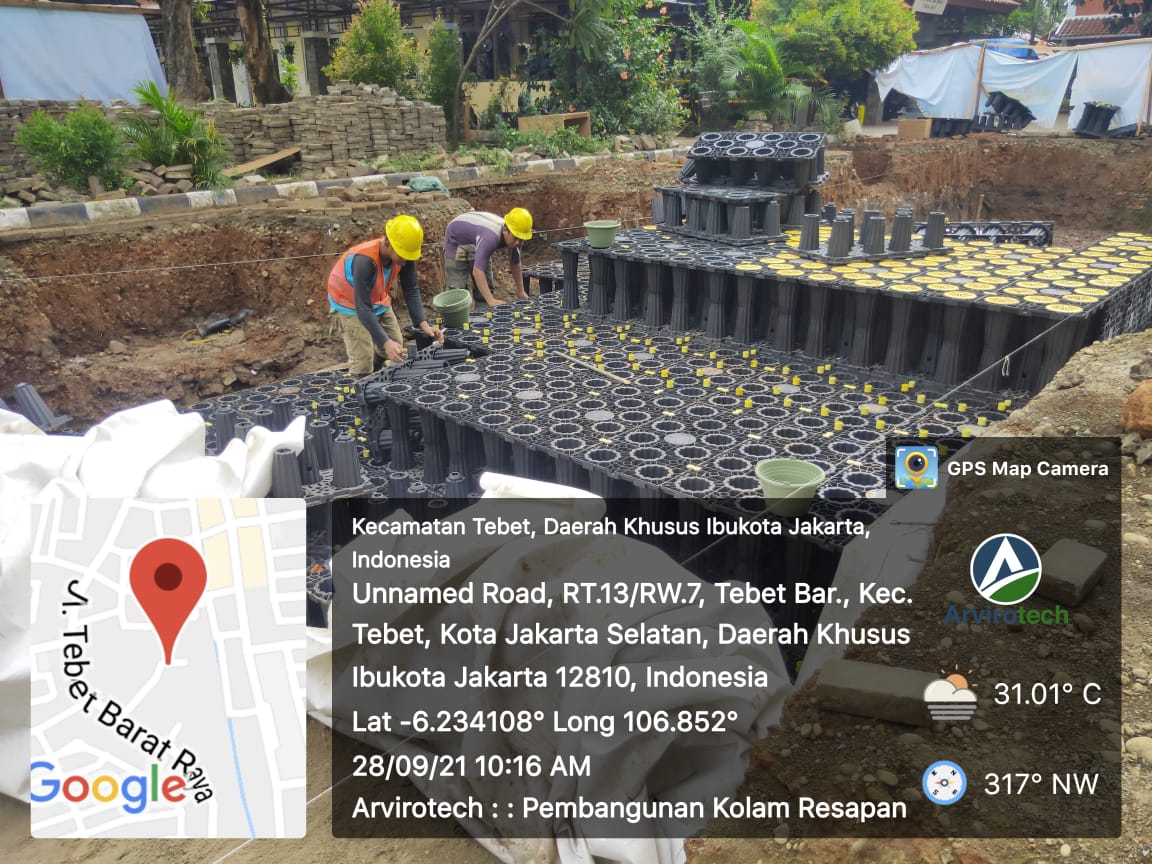 GPS Map Camera
Kecamatan Tebet, Daerah Khusus Ibukota Jakarta,
Indonesia
Unnamed Road, RT.13/RW.7, Tebet Bar., Kec.
Tebet, Kota Jakarta Selatan, Daerah Khusus
Ibukota Jakarta 12810, Indonesia
Lat -6.234108° Long 106.852°
28/09/21 10:16 AM
Arvirotech : : Pembangunan Kolam Resapan
Arvirotech
31.01° C
317° NW
Jl. Tebet Barat Raya
Google